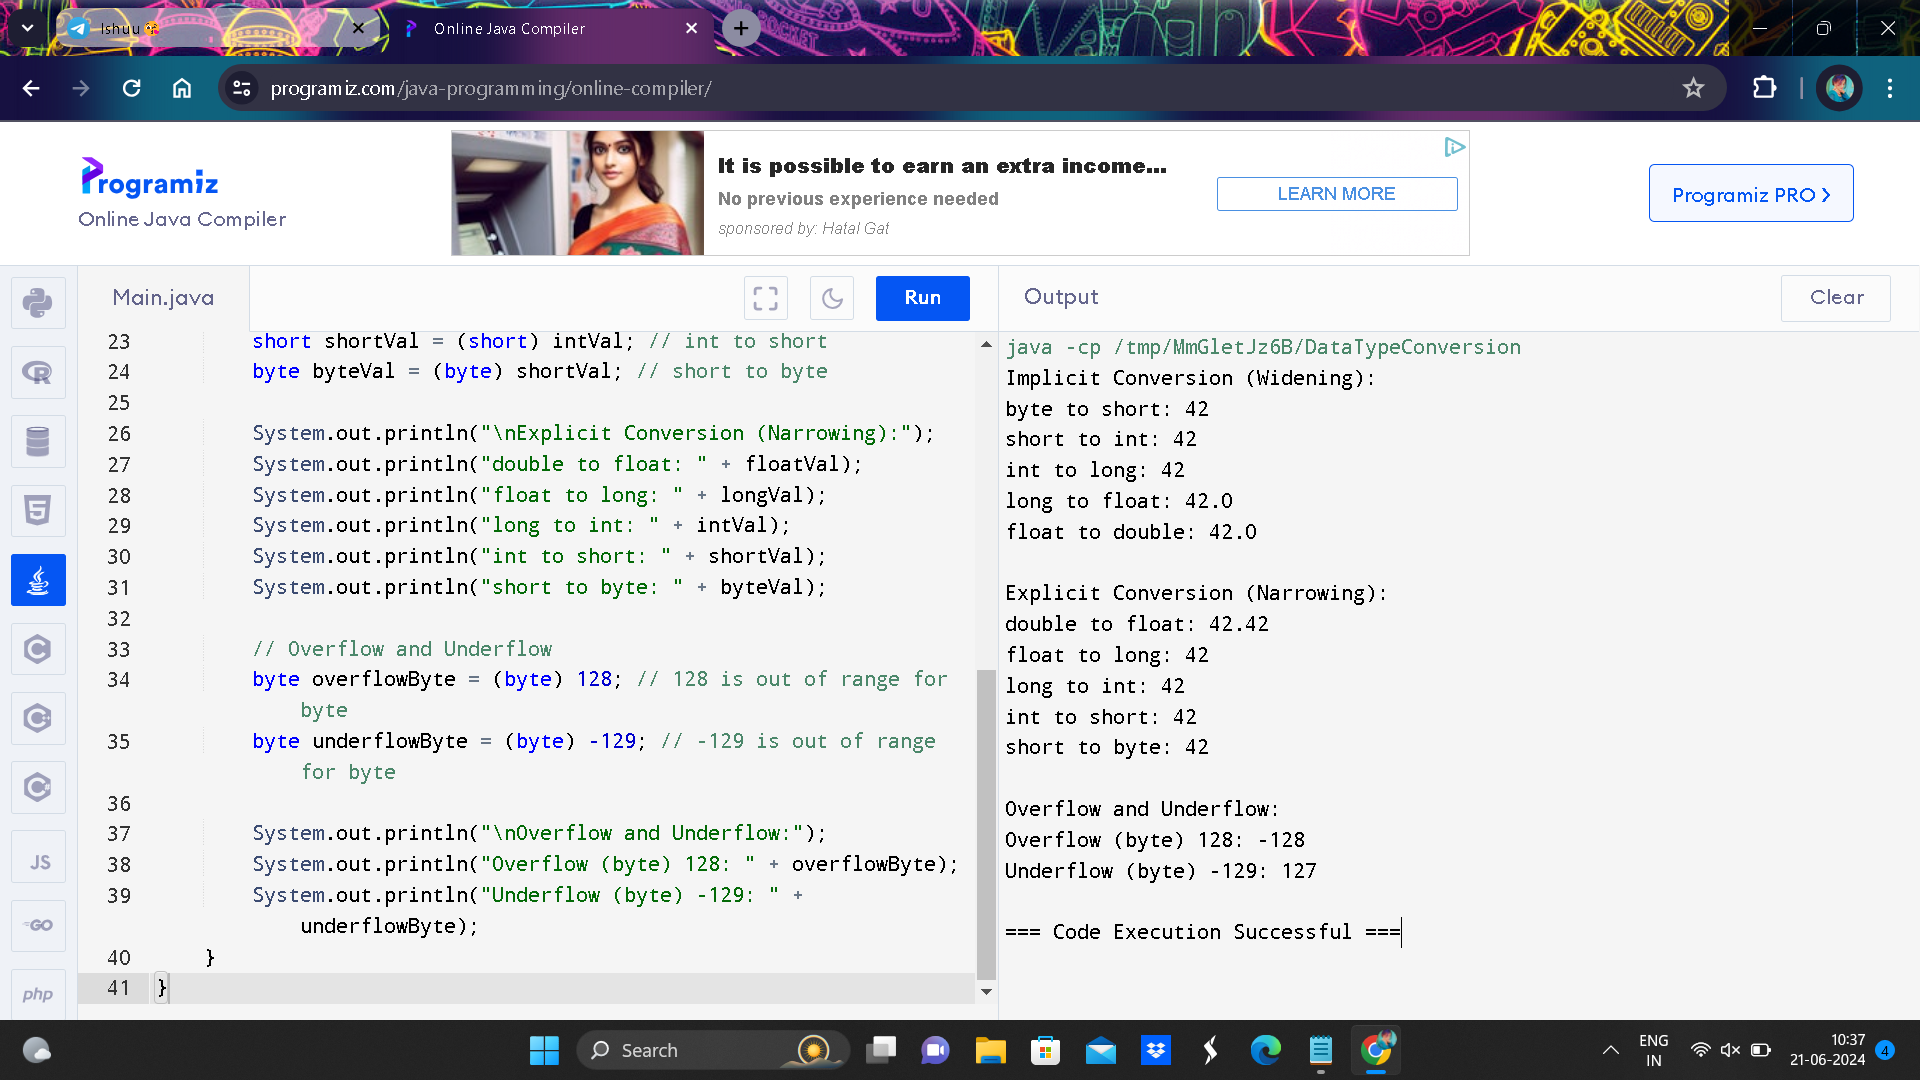 Ishuu
Online Java Compiler
programiz.com/java-programming/online-compiler/
Programiz
Online Java Compiler
It is possible to earn an extra income...
No previous experience needed
sponsored by: Hatal Gat
LEARN MORE
Programiz PRO
Main.java
Run
Output
Clear
23 short shortVal = (short) intVal; // int to short
24 byte byteVal = (byte) shortVal; // short to byte
25
26 System.out.println("\nExplicit Conversion (Narrowing):");
27 System.out.println("double to float: " + floatVal);
28 System.out.println("float to long: " + longVal);
29 System.out.println("long to int: " + intVal);
30 System.out.println("int to short: " + shortVal);
31 System.out.println("short to byte: " + byteVal);
32
33 // Overflow and Underflow
34 byte overflowByte = (byte) 128; // 128 is out of range for
byte
35 byte underflowByte = (byte) -129; // -129 is out of range
for byte
36
37 System.out.println("\nOverflow and Underflow:");
38 System.out.println("Overflow (byte) 128: " + overflowByte);
39 System.out.println("Underflow (byte) -129: " +
underflowByte);
40 }
41 }
java -cp /tmp/MmGletJz6B/DataTypeConversion
Implicit Conversion (Widening):
byte to short: 42
short to int: 42
int to long: 42
long to float: 42.0
float to double: 42.0
Explicit Conversion (Narrowing):
double to float: 42.42
float to long: 42
long to int: 42
int to short: 42
short to byte: 42
Overflow and Underflow:
Overflow (byte) 128: -128
Underflow (byte) -129: 127
=== Code Execution Successful ===
R
5
C
C
C
JS
GO
php
Search
ENG
IN
10:37
21-06-2024
4